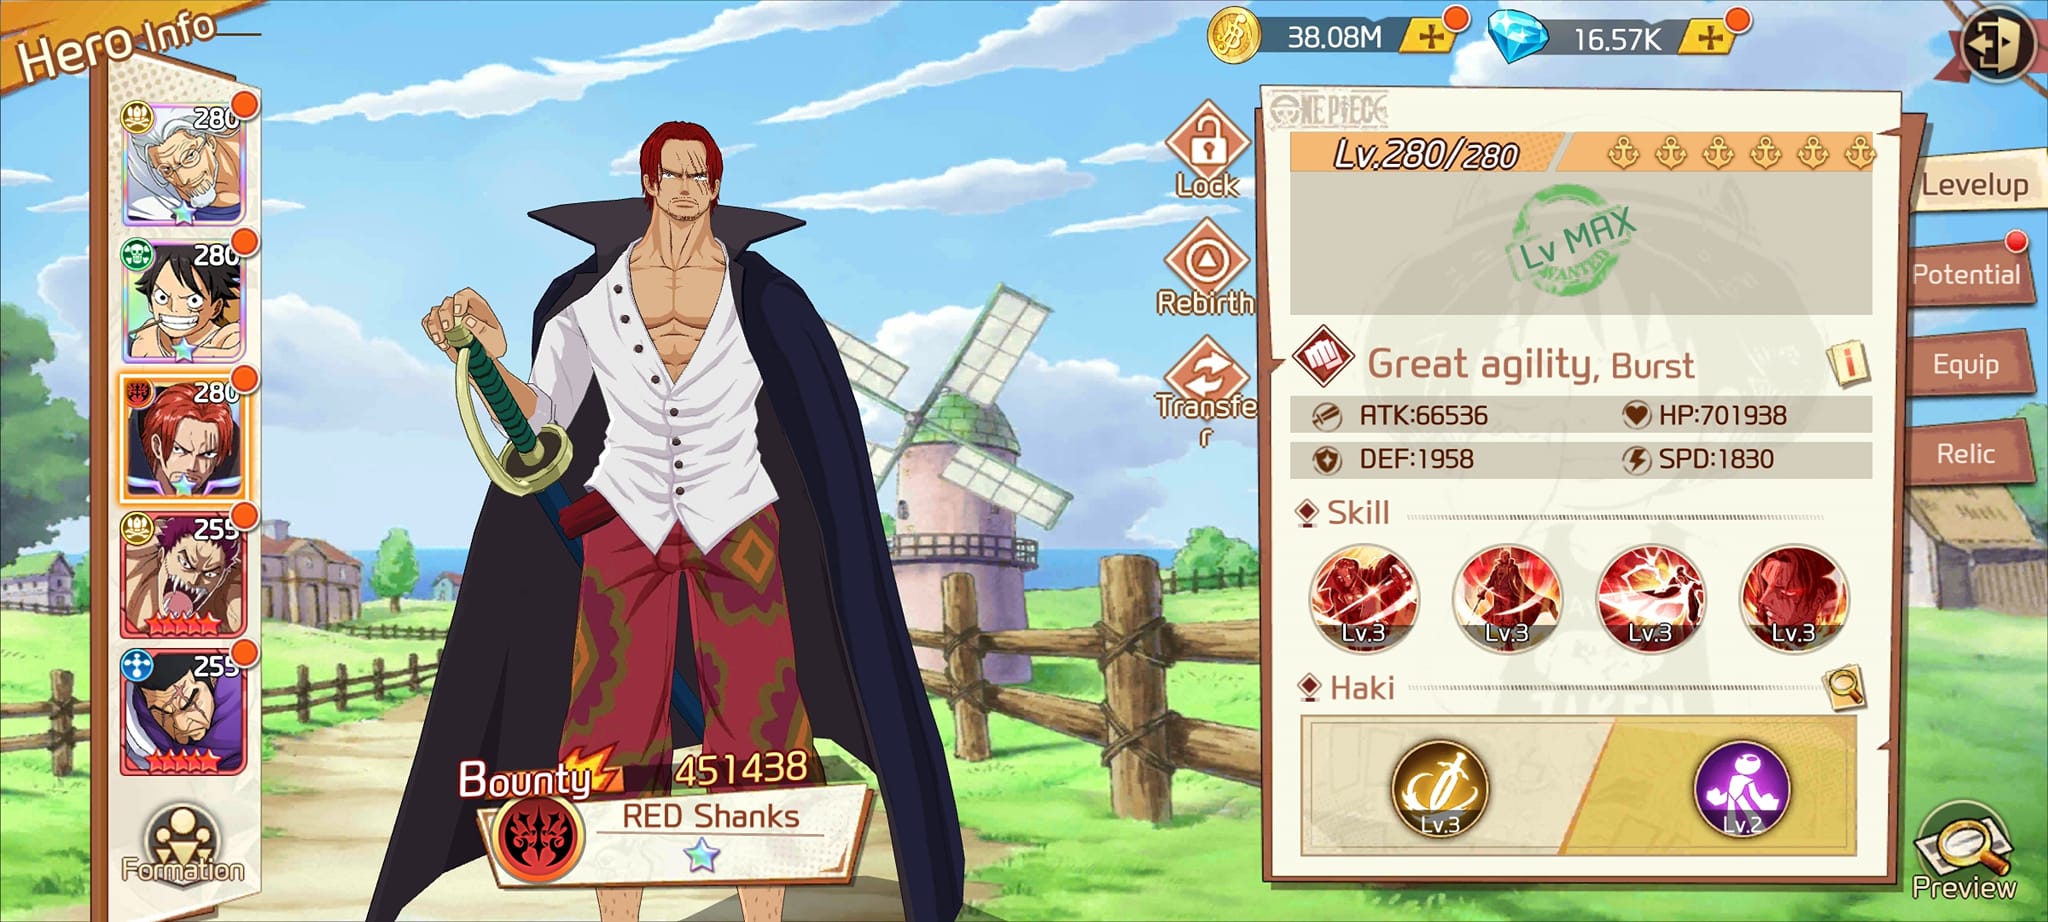 Hero Info
38.08M
16.57K
280
280
280
255
255
Formation
Lock
Rebirth
Transfe
r
Bounty 451438
RED Shanks
ONE PIECE
Lv.280/280
Lv MAX
WANTED
Great agility, Burst
ATK:66536 HP:701938
DEF:1958 SPD:1830
Skill
Lv.3 Lv.3 Lv.3 Lv.3
Haki
Lv.3 Lv.2
Levelup
Potential
Equip
Relic
Preview